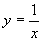 y = 1/x